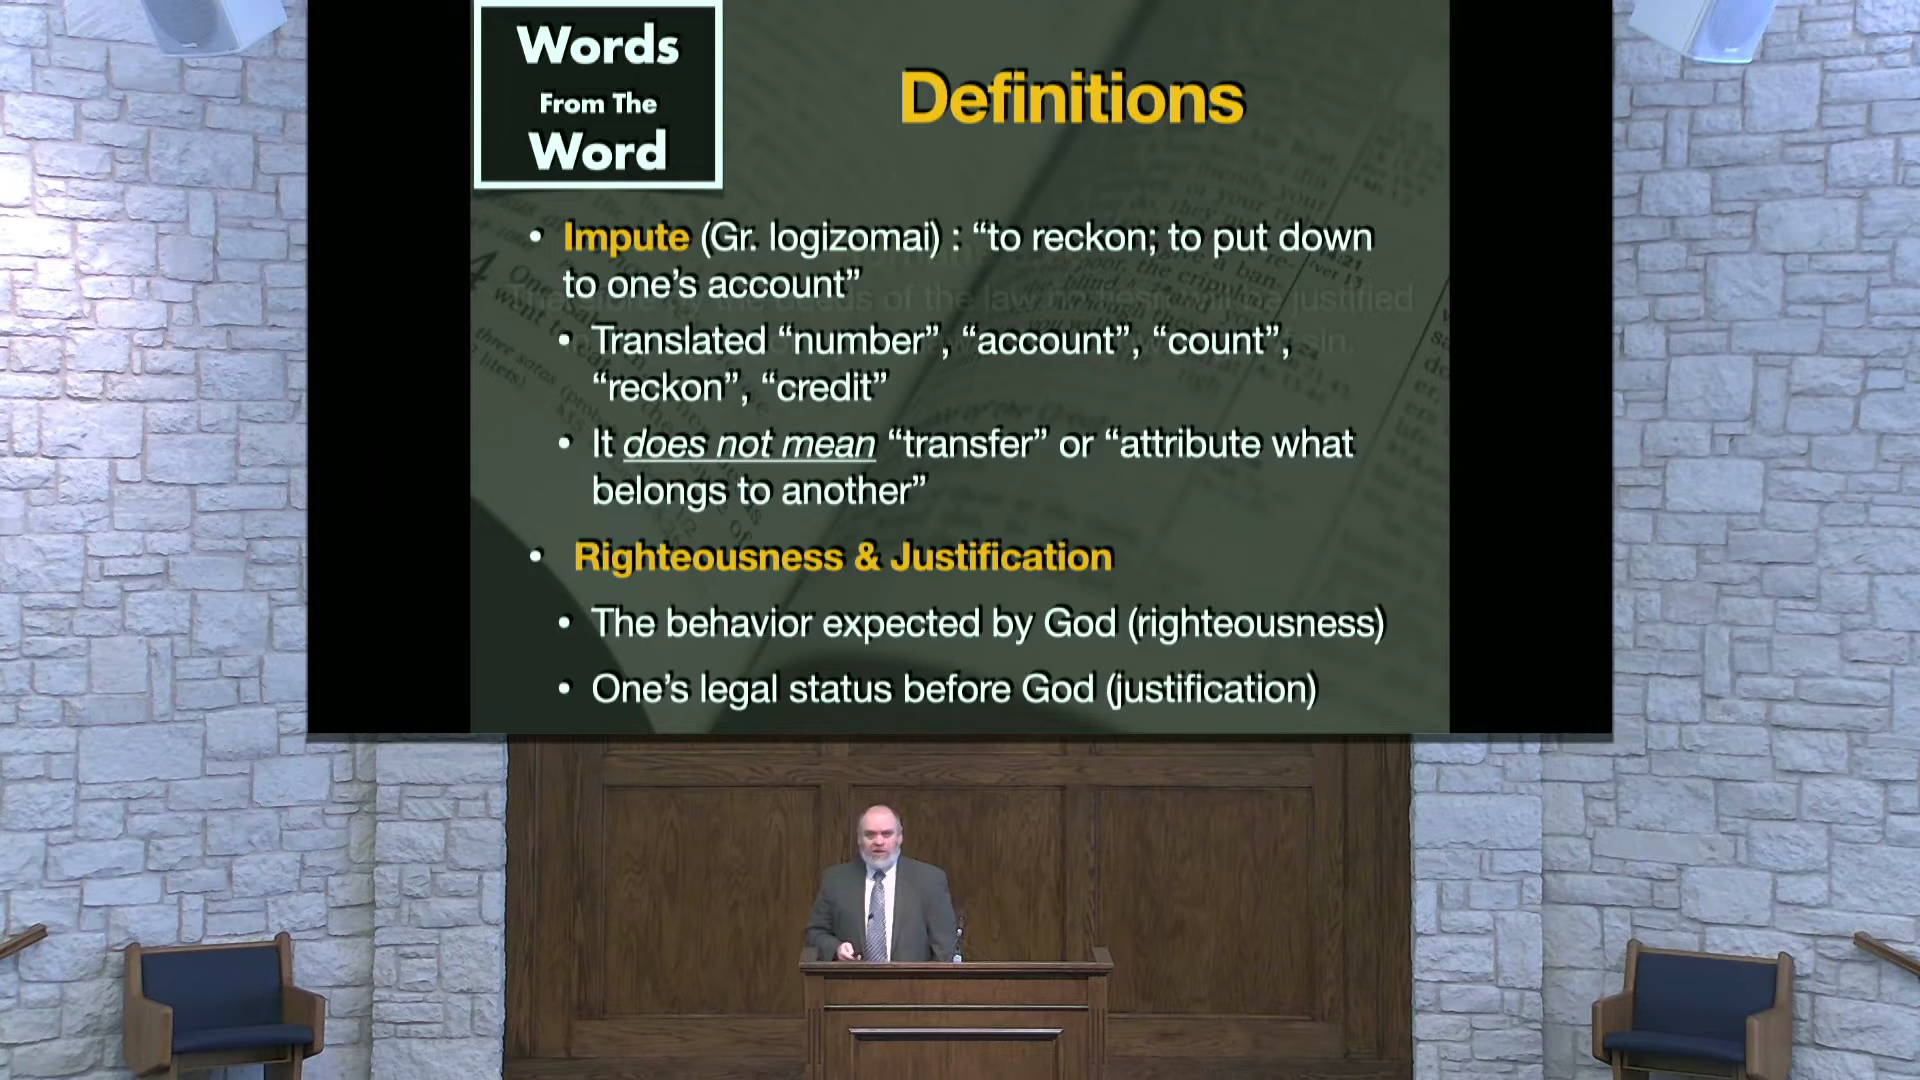 Words
From The
Word
Definitions
• Impute (Gr. logizomai) : “to reckon; to put down
to one’s account”
• Translated “number”, “account”, “count”,
“reckon”, “credit”
• It does not mean “transfer” or “attribute what
belongs to another”
• Righteousness & Justification
• The behavior expected by God (righteousness)
• One’s legal status before God (justification)